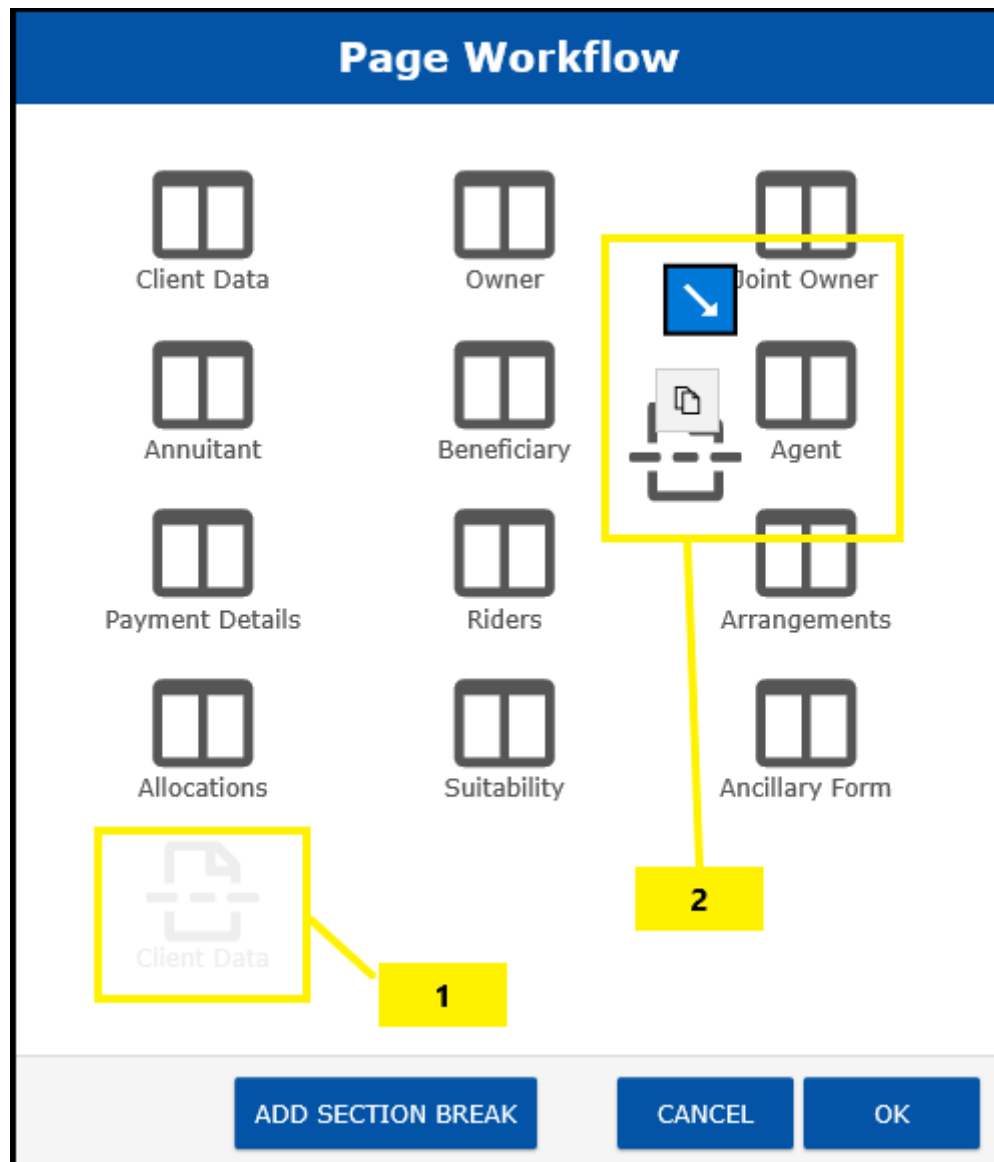 Page Workflow
Client Data
Owner
Joint Owner
Annuitant
Beneficiary
Agent
Payment Details
Riders
Arrangements
Allocations
Suitability
Ancillary Form
2
Client Data
1
ADD SECTION BREAK
CANCEL
OK